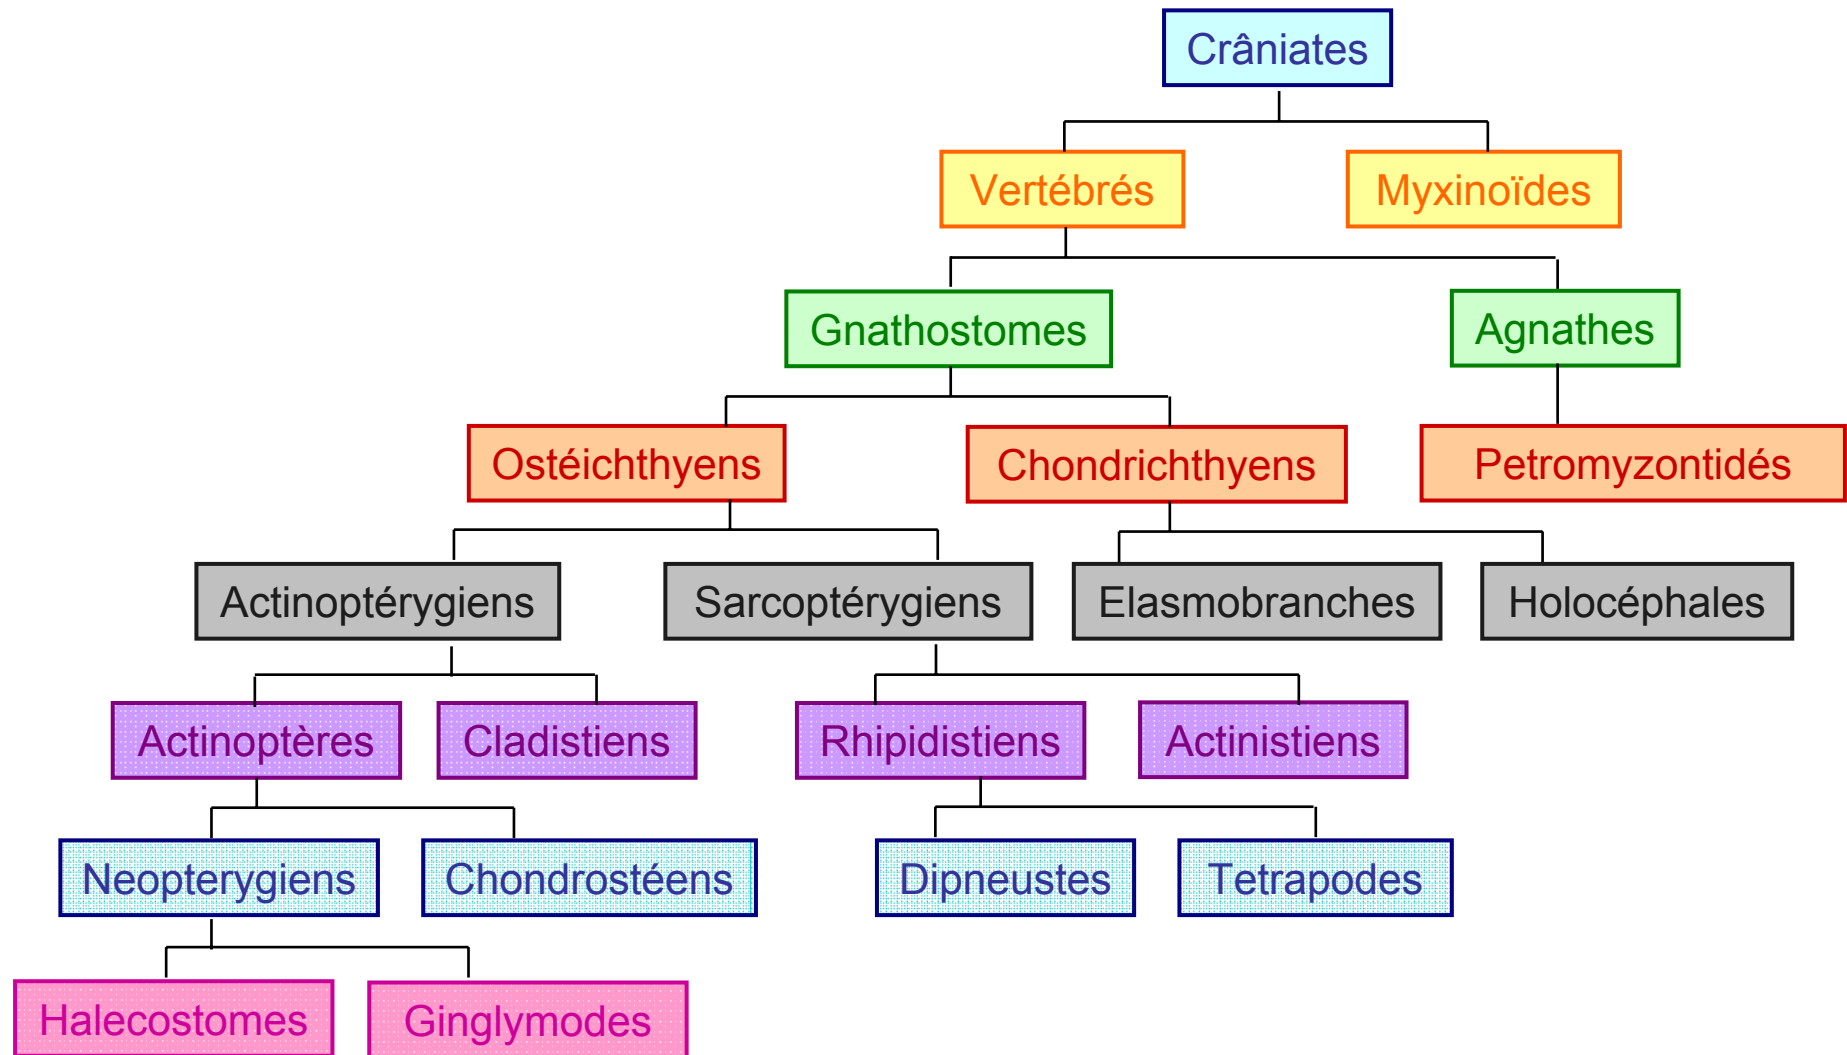 Crâniates
Vertébrés
Myxinoïdes
Gnathostomes
Agnathes
Ostéichthyens
Chondrichthyens
Petromyzontidés
Actinoptérygiens
Sarcoptérygiens
Elasmobranches
Holocéphales
Actinoptères
Cladistiens
Rhipidistiens
Actinistiens
Neopterygiens
Chondrostéens
Dipneustes
Tetrapodes
Halecostomes
Ginglymodes